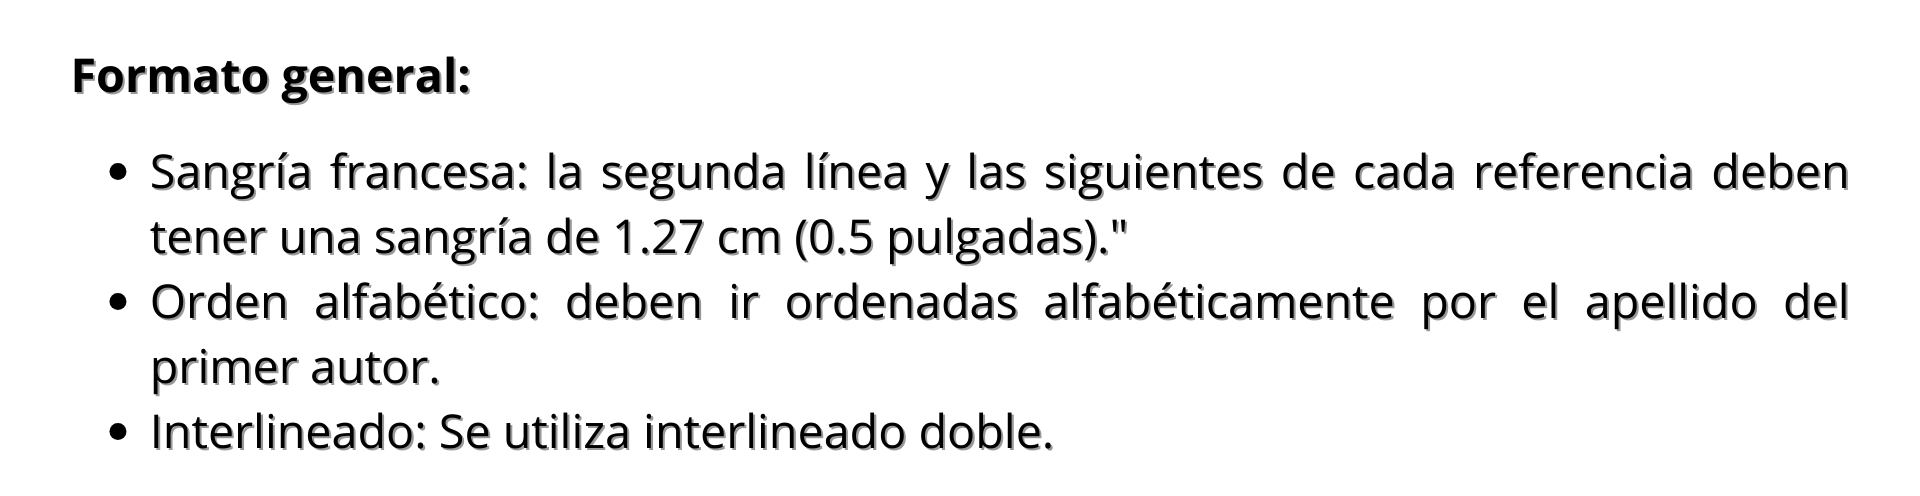 Formato general:
• Sangría francesa: la segunda línea y las siguientes de cada referencia deben
tener una sangría de 1.27 cm (0.5 pulgadas)."
• Orden alfabético: deben ir ordenadas alfabéticamente por el apellido del
primer autor.
• Interlineado: Se utiliza interlineado doble.